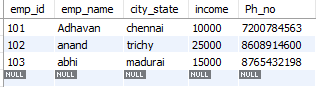 emp_id emp_name city_state income Ph_no
101 Adhavan chennai 10000 7200784563
102 anand trichy 25000 8608914600
103 abhi madurai 15000 8765432198
NULL NULL NULL NULL NULL